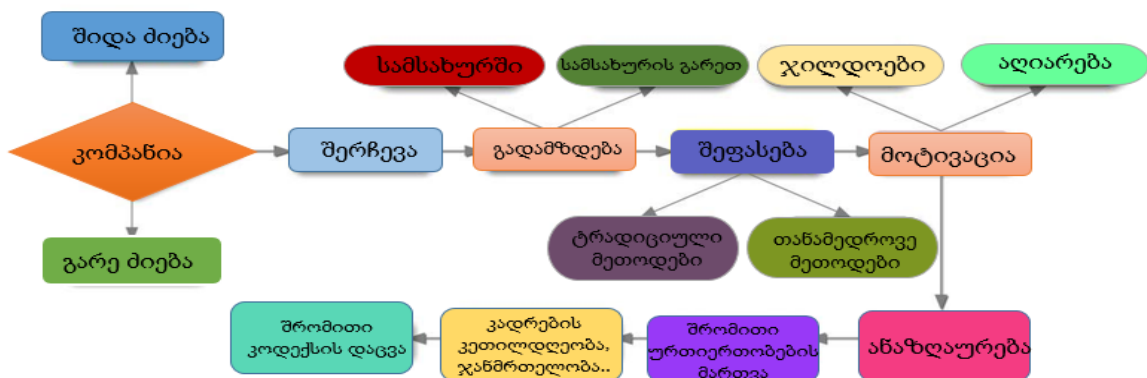 შიდა ძიება
სამსახურში
სამსახურის გარეთ
ჯილდოები
აღიარება
კომპანია
შერჩევა
გადამზდება
შეფასება
მოტივაცია
გარე ძიება
ტრადიციული
მეთოდები
თანამედროვე
მეთოდები
შრომითი
კოდექსის დაცვა
კადრების
კეთილდღეობა,
ჯანმრთელობა..
შრომითი
ურთიერთობების
მართვა
ანაზღაურება